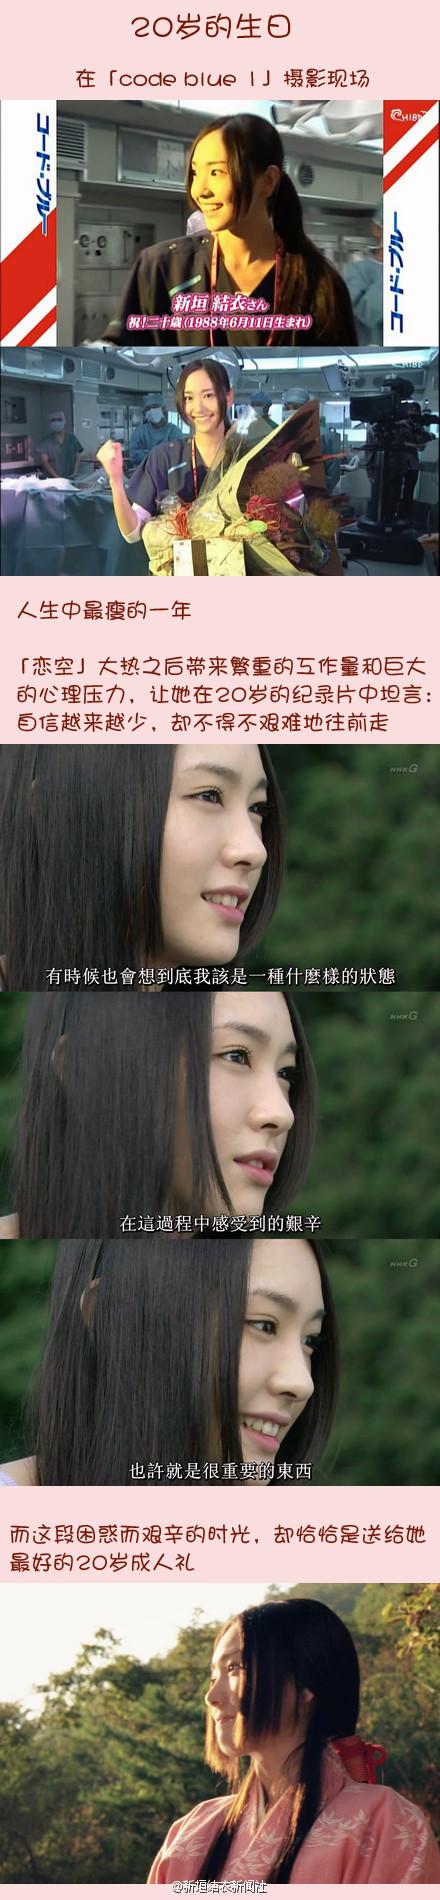 20岁的生日
在「code blue 1」摄影现场
コード・ブルー
コード・ブルー
新垣 結衣さん
祝!二十歳(1988年6月11日生まれ)
人生中最瘦的一年
「恋空」大热之后带来繁重的工作量和巨大
的心理压力，让她在20岁的纪录片中坦言：
自信越来越少，却不得不艰难地往前走
NHKG
有時候也會想到底我該是一種什麼樣的狀態
NHKG
在這過程中感受到的艱辛
NHKG
也許就是很重要的東西
而这段困惑而艰辛的时光，却恰恰是送给她
最好的20岁成人礼
@新垣结衣新闻社